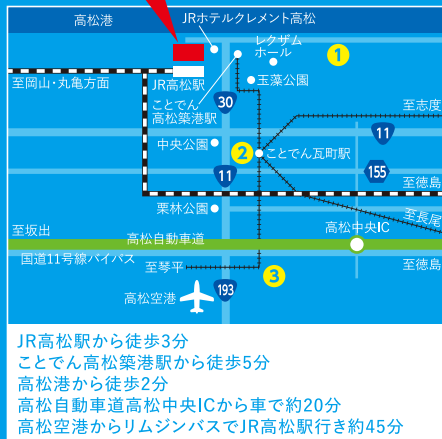 高松港
JRホテルクレメント高松
レクザム
ホール
1
玉藻公園
JR高松駅
至岡山・丸亀方面
ことでん
高松築港駅
30
至志度
11
中央公園
2
ことでん瓦町駅
155
11
至徳島
栗林公園
至長尾
至坂出
高松自動車道
高松中央IC
国道11号線バイパス
至琴平
至徳島
3
高松空港
193
JR高松駅から徒歩3分
ことでん高松築港駅から徒歩5分
高松港から徒歩2分
高松自動車道高松中央ICから車で約20分
高松空港からリムジンバスでJR高松駅行き約45分